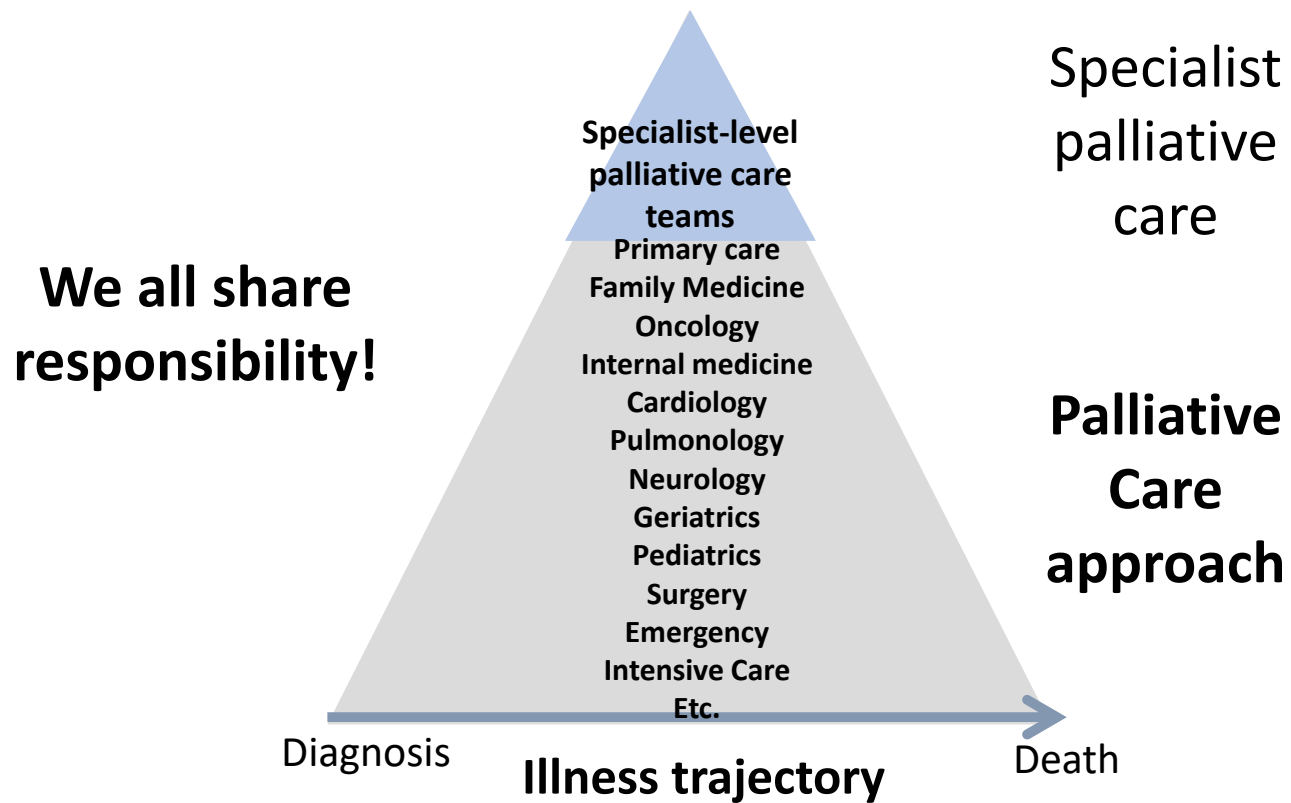 We all share
responsibility!
Specialist-level
palliative care
teams
Primary care
Family Medicine
Oncology
Internal medicine
Cardiology
Pulmonology
Neurology
Geriatrics
Pediatrics
Surgery
Emergency
Intensive Care
Etc.
Specialist
palliative
care
Palliative
Care
approach
Diagnosis
Illness trajectory
Death